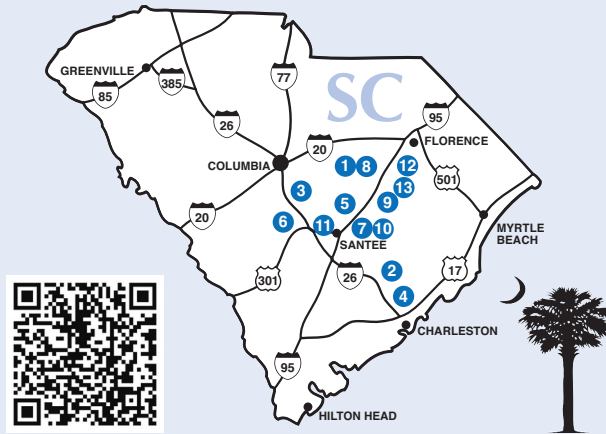 SC
77
GREENVILLE
385
85
26
95
FLORENCE
20
COLUMBIA
1
8
12
501
3
13
5
9
20
6
11
7
10
MYRTLE
BEACH
SANTEE
301
26
2
17
4
CHARLESTON
95
HILTON HEAD